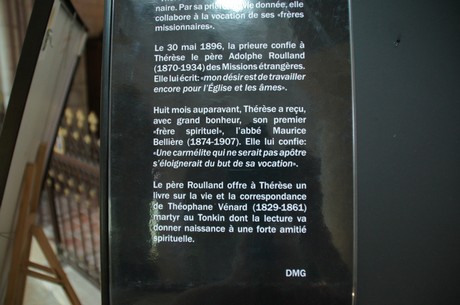 naire. Par sa prière et sa vie donnée, elle
collabore à la vocation de ses «frères
missionnaires».
Le 30 mai 1896, la prieure confie à
Thérèse le père Adolphe Roulland
(1870-1934) des Missions étrangères.
Elle lui écrit: «mon désir est de travailler
encore pour l'Église et les âmes».
Huit mois auparavant, Thérèse a reçu,
avec grand bonheur, son premier
«frère spirituel», l'abbé Maurice
Bellière (1874-1907). Elle lui confie:
«Une carmélite qui ne serait pas apôtre
s'éloignerait du but de sa vocation».
Le père Roulland offre à Thérèse un
livre sur la vie et la correspondance
de Théophane Vénard (1829-1861)
martyr au Tonkin dont la lecture va
donner naissance à une forte amitié
spirituelle.
DMG